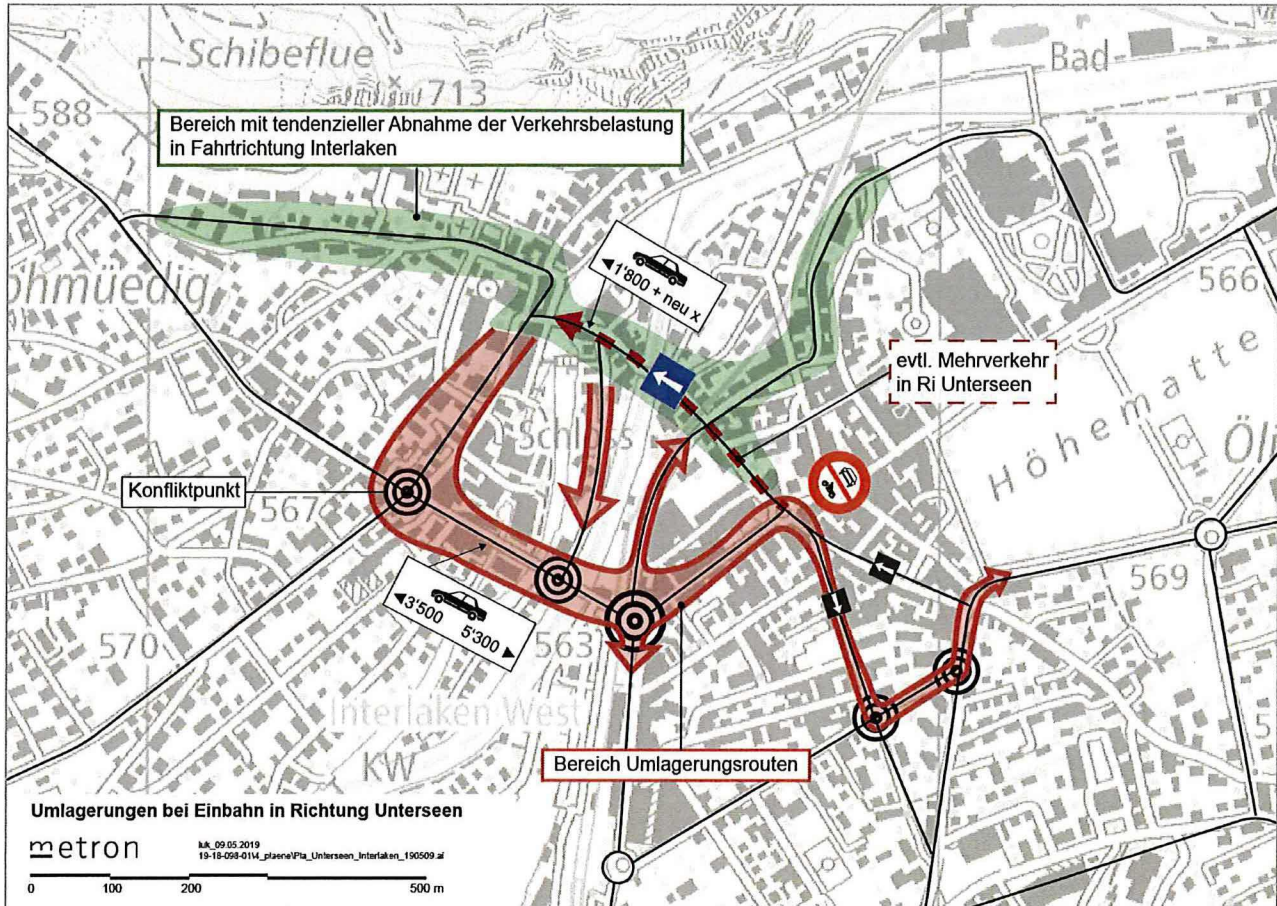 Schibeflue
713
Bad
588
Bereich mit tendenzieller Abnahme der Verkehrsbelastung
in Fahrtrichtung Interlaken
566
◄1'800 + neu x
evtl. Mehrverkehr
in Ri Unterseen
Höhematte
Schloss
Konfliktpunkt
567
569
◄3'500 5'300 ►
570
563
Interlaken West
KW
Bereich Umlagerungsrouten
Umlagerungen bei Einbahn in Richtung Unterseen
metron
luk_09.05.2019
19-18-098-01\4_plaene\Pla_Unterseen_Interlaken_190509.ai
0 100 200 500 m